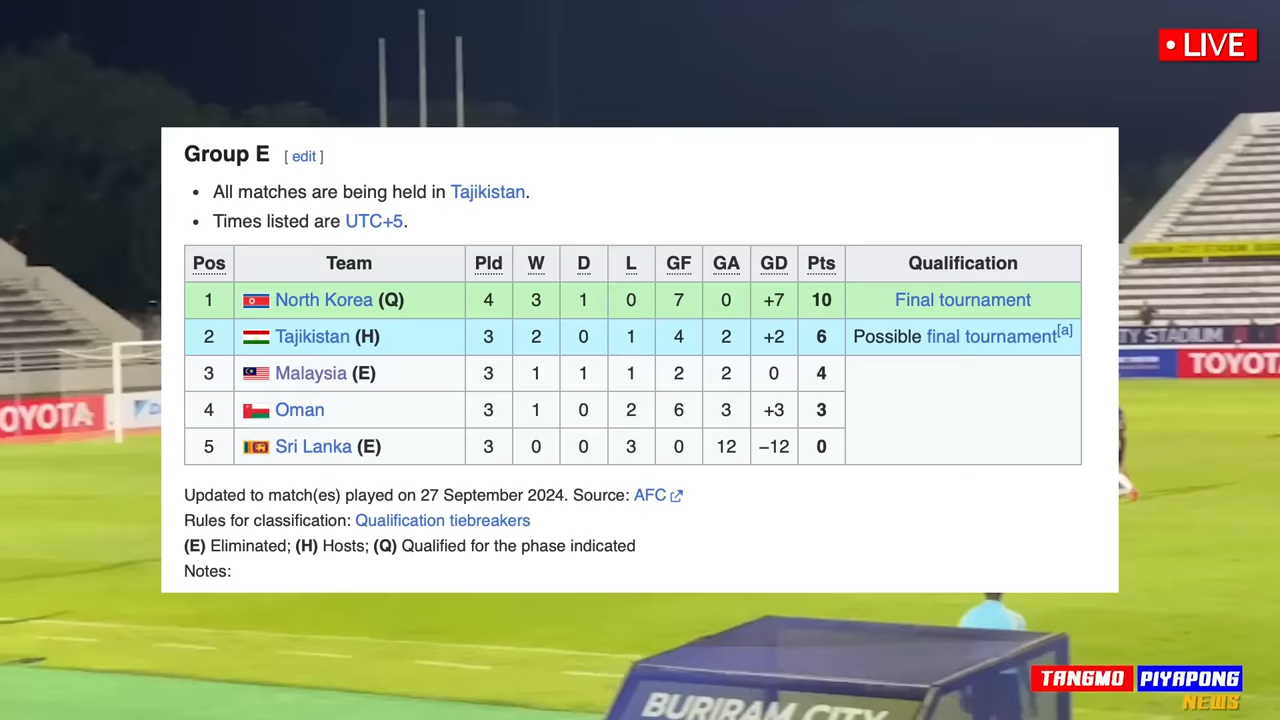 • LIVE
Group E [ edit ]
• All matches are being held in Tajikistan.
• Times listed are UTC+5.
Pos Team Pld W D L GF GA GD Pts Qualification
1 North Korea (Q) 4 3 1 0 7 0 +7 10 Final tournament
2 Tajikistan (H) 3 2 0 1 4 2 +2 6 Possible final tournament[a]
3 Malaysia (E) 3 1 1 1 2 2 0 4
4 Oman 3 1 0 2 6 3 +3 3
5 Sri Lanka (E) 3 0 0 3 0 12 −12 0
Updated to match(es) played on 27 September 2024. Source: AFC
Rules for classification: Qualification tiebreakers
(E) Eliminated; (H) Hosts; (Q) Qualified for the phase indicated
Notes:
TY STADIUM
TOYOTA
OYOTA
BURIRAM CITY
TANGMO PIYAPONG
NEWS